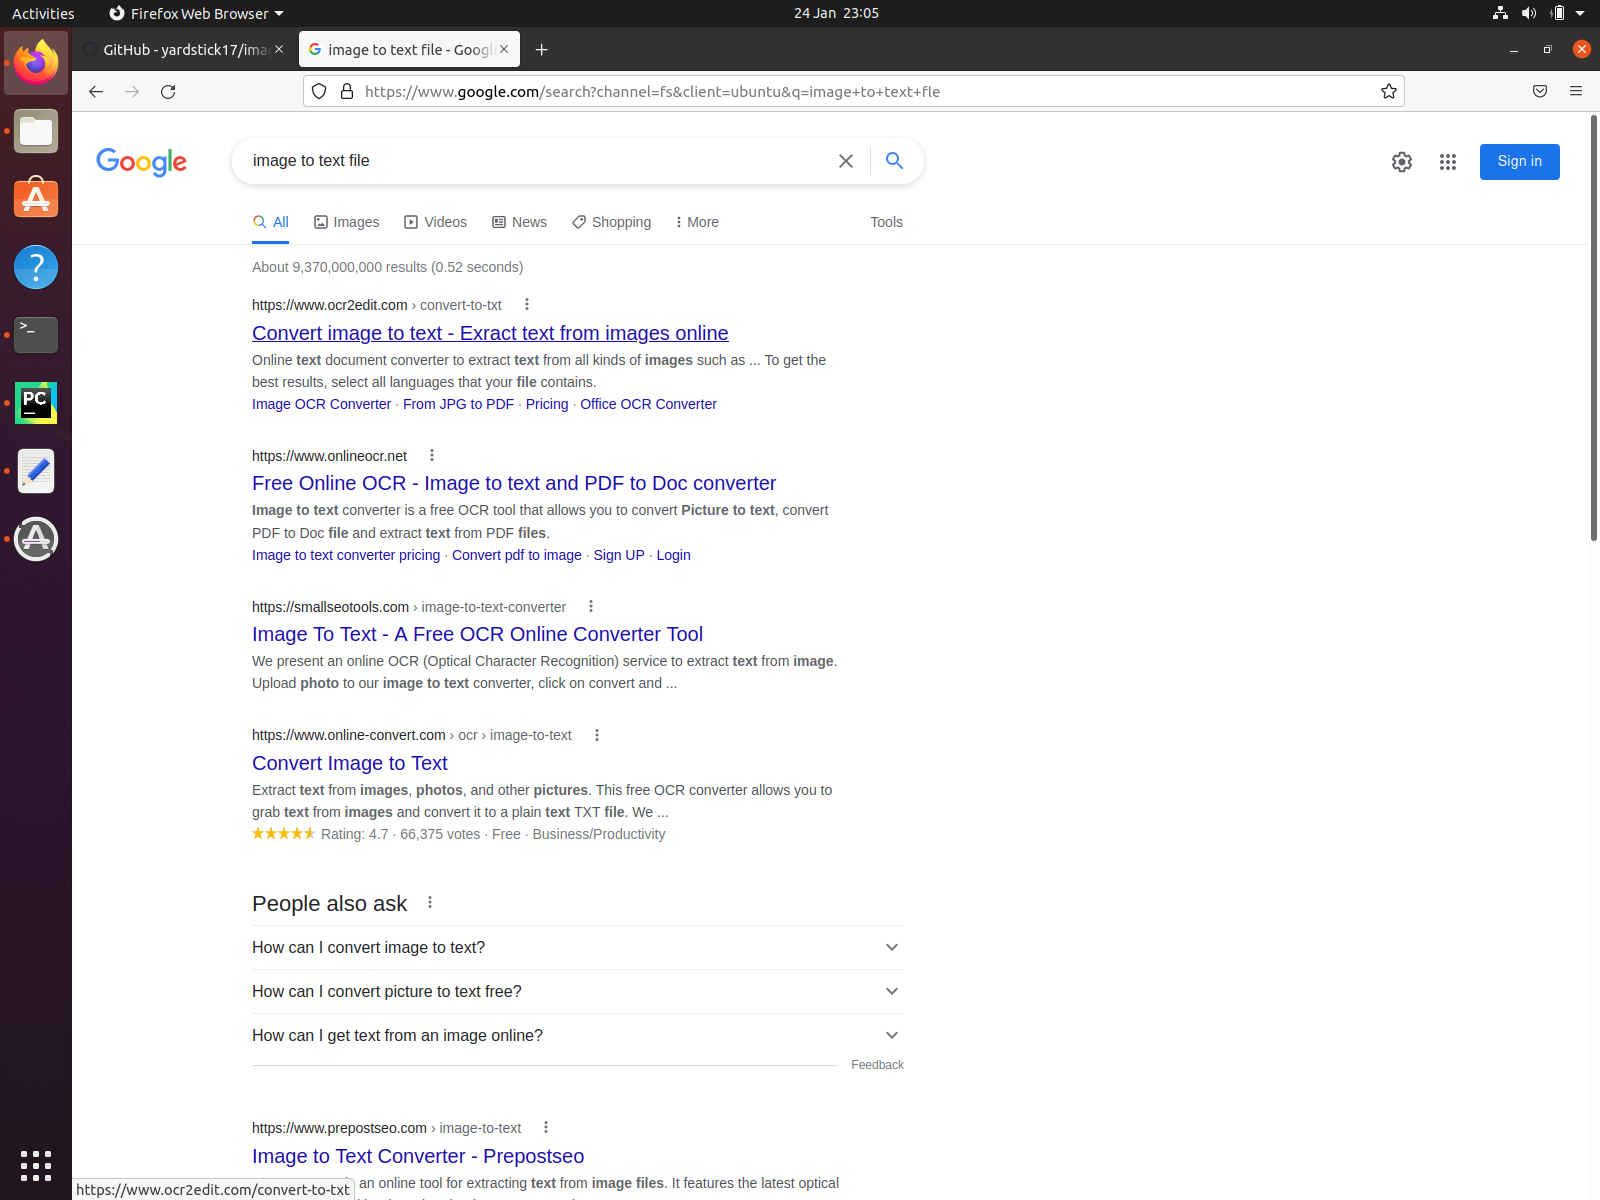 Activities
Firefox Web Browser
24 Jan 23:05
GitHub - yardstick17/ima
image to text file - Googl
https://www.google.com/search?channel=fs&client=ubuntu&q=image+to+text+fle
Google
image to text file
Sign in
All
Images
Videos
News
Shopping
More
Tools
About 9,370,000,000 results (0.52 seconds)
https://www.ocr2edit.com › convert-to-txt
Convert image to text - Exract text from images online
Online text document converter to extract text from all kinds of images such as ... To get the
best results, select all languages that your file contains.
Image OCR Converter · From JPG to PDF · Pricing · Office OCR Converter
https://www.onlineocr.net
Free Online OCR - Image to text and PDF to Doc converter
Image to text converter is a free OCR tool that allows you to convert Picture to text, convert
PDF to Doc file and extract text from PDF files.
Image to text converter pricing · Convert pdf to image · Sign UP · Login
https://smallseotools.com › image-to-text-converter
Image To Text - A Free OCR Online Converter Tool
We present an online OCR (Optical Character Recognition) service to extract text from image.
Upload photo to our image to text converter, click on convert and ...
https://www.online-convert.com › ocr › image-to-text
Convert Image to Text
Extract text from images, photos, and other pictures. This free OCR converter allows you to
grab text from images and convert it to a plain text TXT file. We ...
Rating: 4.7 · 66,375 votes · Free · Business/Productivity
People also ask
How can I convert image to text?
How can I convert picture to text free?
How can I get text from an image online?
Feedback
https://www.prepostseo.com › image-to-text
Image to Text Converter - Prepostseo
an online tool for extracting text from image files. It features the latest optical
https://www.ocr2edit.com/convert-to-txt
>_
PC